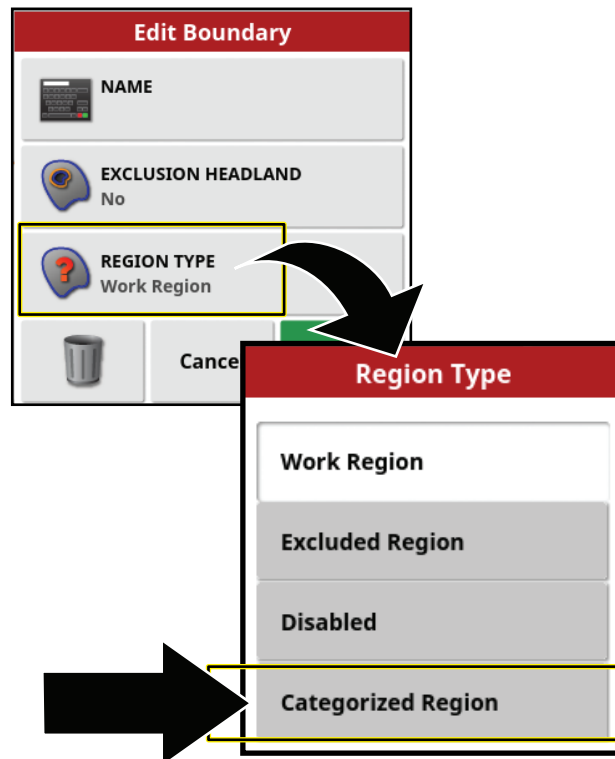 Edit Boundary
NAME
EXCLUSION HEADLAND
No
REGION TYPE
Work Region
Cance
Region Type
Work Region
Excluded Region
Disabled
Categorized Region